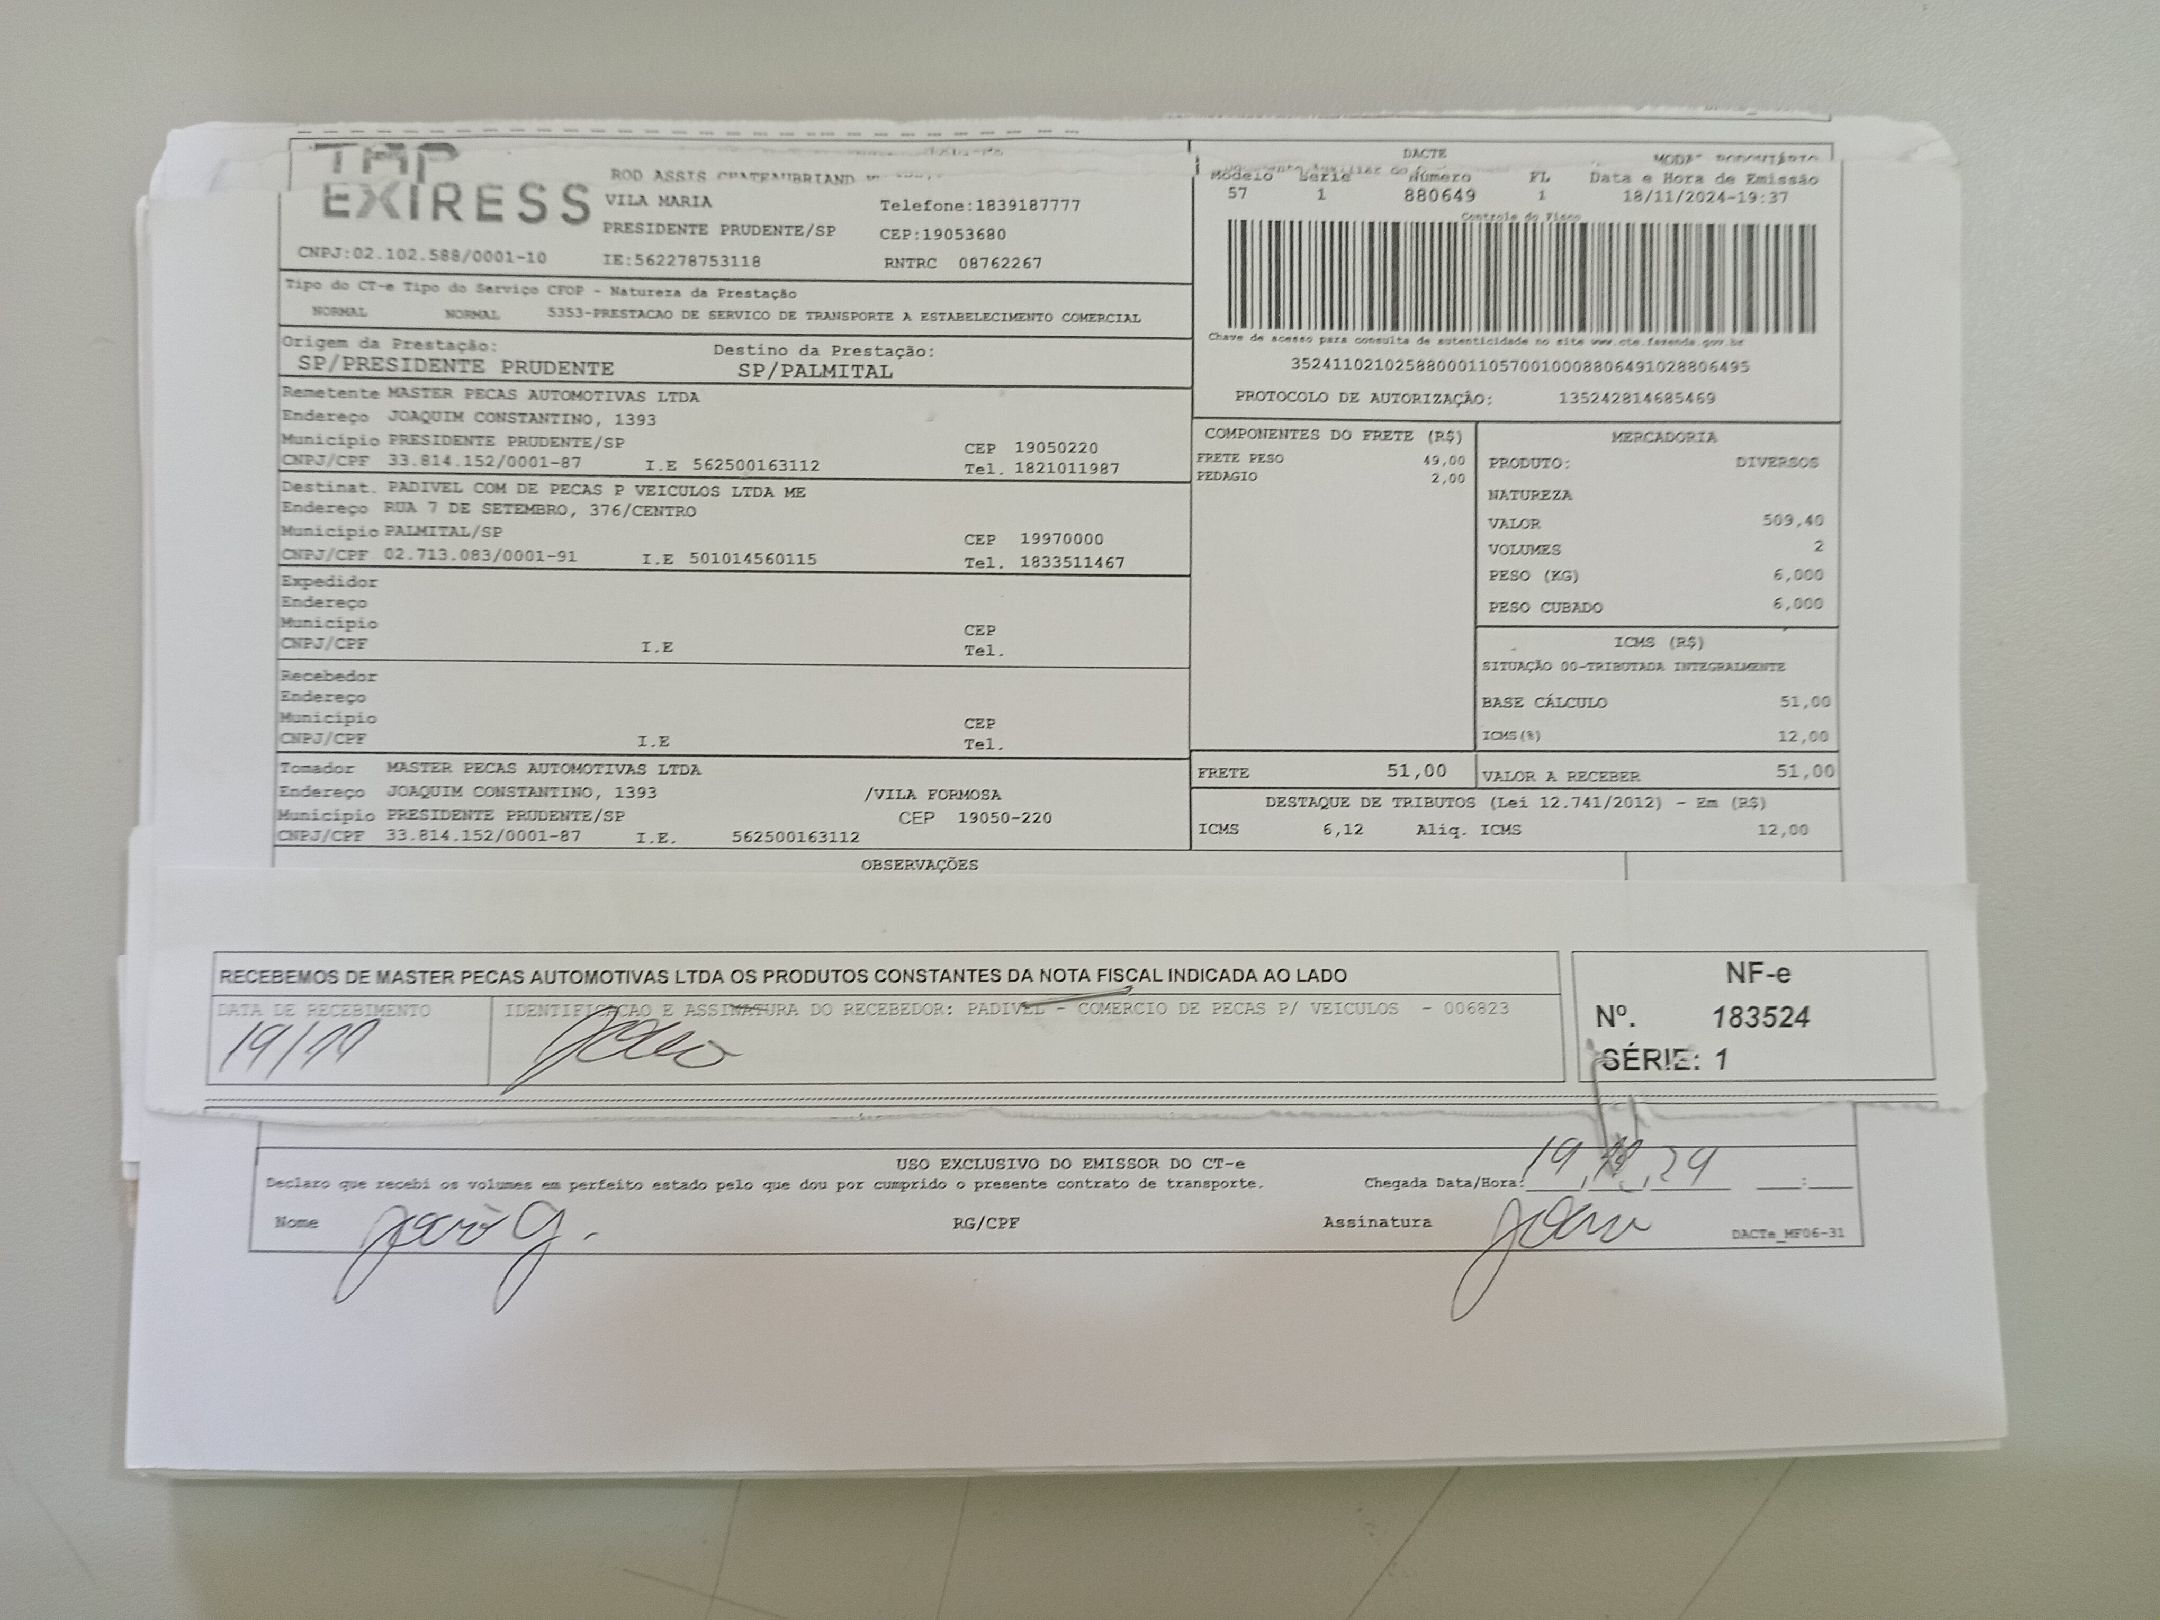 TMP
EXPRESS
ROD ASSIS CHATEAUBRIAND
VILA MARIA
Telefone:1839187777
PRESIDENTE PRUDENTE/SP
CEP:19053680
CNPJ:02.102.588/0001-10
IE:562278753118
RNTRC 08762267
DACTE
Modelo Série Número FL Data e Hora de Emissão
57 1 880649 1 18/11/2024-19:37
Controle do Fisco
Chave de acesso para consulta de autenticidade no site www.cte.fazenda.gov.br
35241102102588000110570010008806491028806495
PROTOCOLO DE AUTORIZAÇÃO: 135242814685469
Tipo do CT-e Tipo do Serviço CFOP - Natureza da Prestação
NORMAL NORMAL 5353-PRESTACAO DE SERVICO DE TRANSPORTE A ESTABELECIMENTO COMERCIAL
Origem da Prestação: Destino da Prestação:
SP/PRESIDENTE PRUDENTE SP/PALMITAL
Remetente MASTER PECAS AUTOMOTIVAS LTDA
Endereço JOAQUIM CONSTANTINO, 1393
Município PRESIDENTE PRUDENTE/SP CEP 19050220
CNPJ/CPF 33.814.152/0001-87 I.E 562500163112 Tel. 1821011987
Destinat. PADIVEL COM DE PECAS P VEICULOS LTDA ME
Endereço RUA 7 DE SETEMBRO, 376/CENTRO
Município PALMITAL/SP CEP 19970000
CNPJ/CPF 02.713.083/0001-91 I.E 501014560115 Tel. 1833511467
Expedidor
Endereço
Município CEP
CNPJ/CPF I.E Tel.
Recebedor
Endereço
Município CEP
CNPJ/CPF I.E Tel.
Tomador MASTER PECAS AUTOMOTIVAS LTDA
Endereço JOAQUIM CONSTANTINO, 1393 /VILA FORMOSA
Município PRESIDENTE PRUDENTE/SP CEP 19050-220
CNPJ/CPF 33.814.152/0001-87 I.E. 562500163112
COMPONENTES DO FRETE (R$)
FRETE PESO 49,00
PEDAGIO 2,00
MERCADORIA
PRODUTO: DIVERSOS
NATUREZA
VALOR 509,40
VOLUMES 2
PESO (KG) 6,000
PESO CUBADO 6,000
ICMS (R$)
SITUAÇÃO 00-TRIBUTADA INTEGRALMENTE
BASE CÁLCULO 51,00
ICMS(%) 12,00
FRETE 51,00 VALOR A RECEBER 51,00
DESTAQUE DE TRIBUTOS (Lei 12.741/2012) - Em (R$)
ICMS 6,12 Aliq. ICMS 12,00
OBSERVAÇÕES
RECEBEMOS DE MASTER PECAS AUTOMOTIVAS LTDA OS PRODUTOS CONSTANTES DA NOTA FISCAL INDICADA AO LADO
DATA DE RECEBIMENTO
19/11
IDENTIFICACAO E ASSINATURA DO RECEBEDOR: PADIVEL - COMERCIO DE PECAS P/ VEICULOS - 006823
NF-e
Nº. 183524
SÉRIE: 1
USO EXCLUSIVO DO EMISSOR DO CT-e
Declaro que recebi os volumes em perfeito estado pelo que dou por cumprido o presente contrato de transporte.
Chegada Data/Hora: 19/11/24 __:__
Nome João G. RG/CPF Assinatura João
DACTe_MF06-31